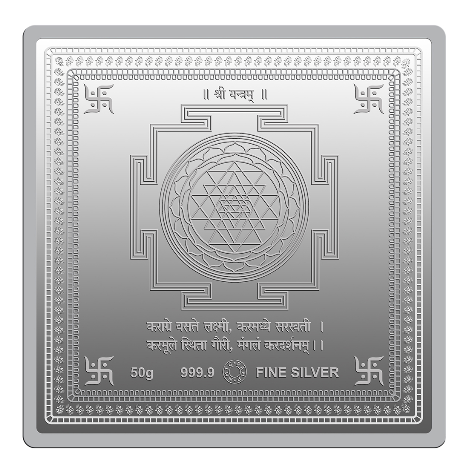 ॥ श्री यन्त्रम् ॥
कराग्रे वसते लक्ष्मी, करमध्ये सरस्वती ।
करमूले स्थिता गौरी, मंगलं करदर्शनम्।।
50g 999.9 FINE SILVER